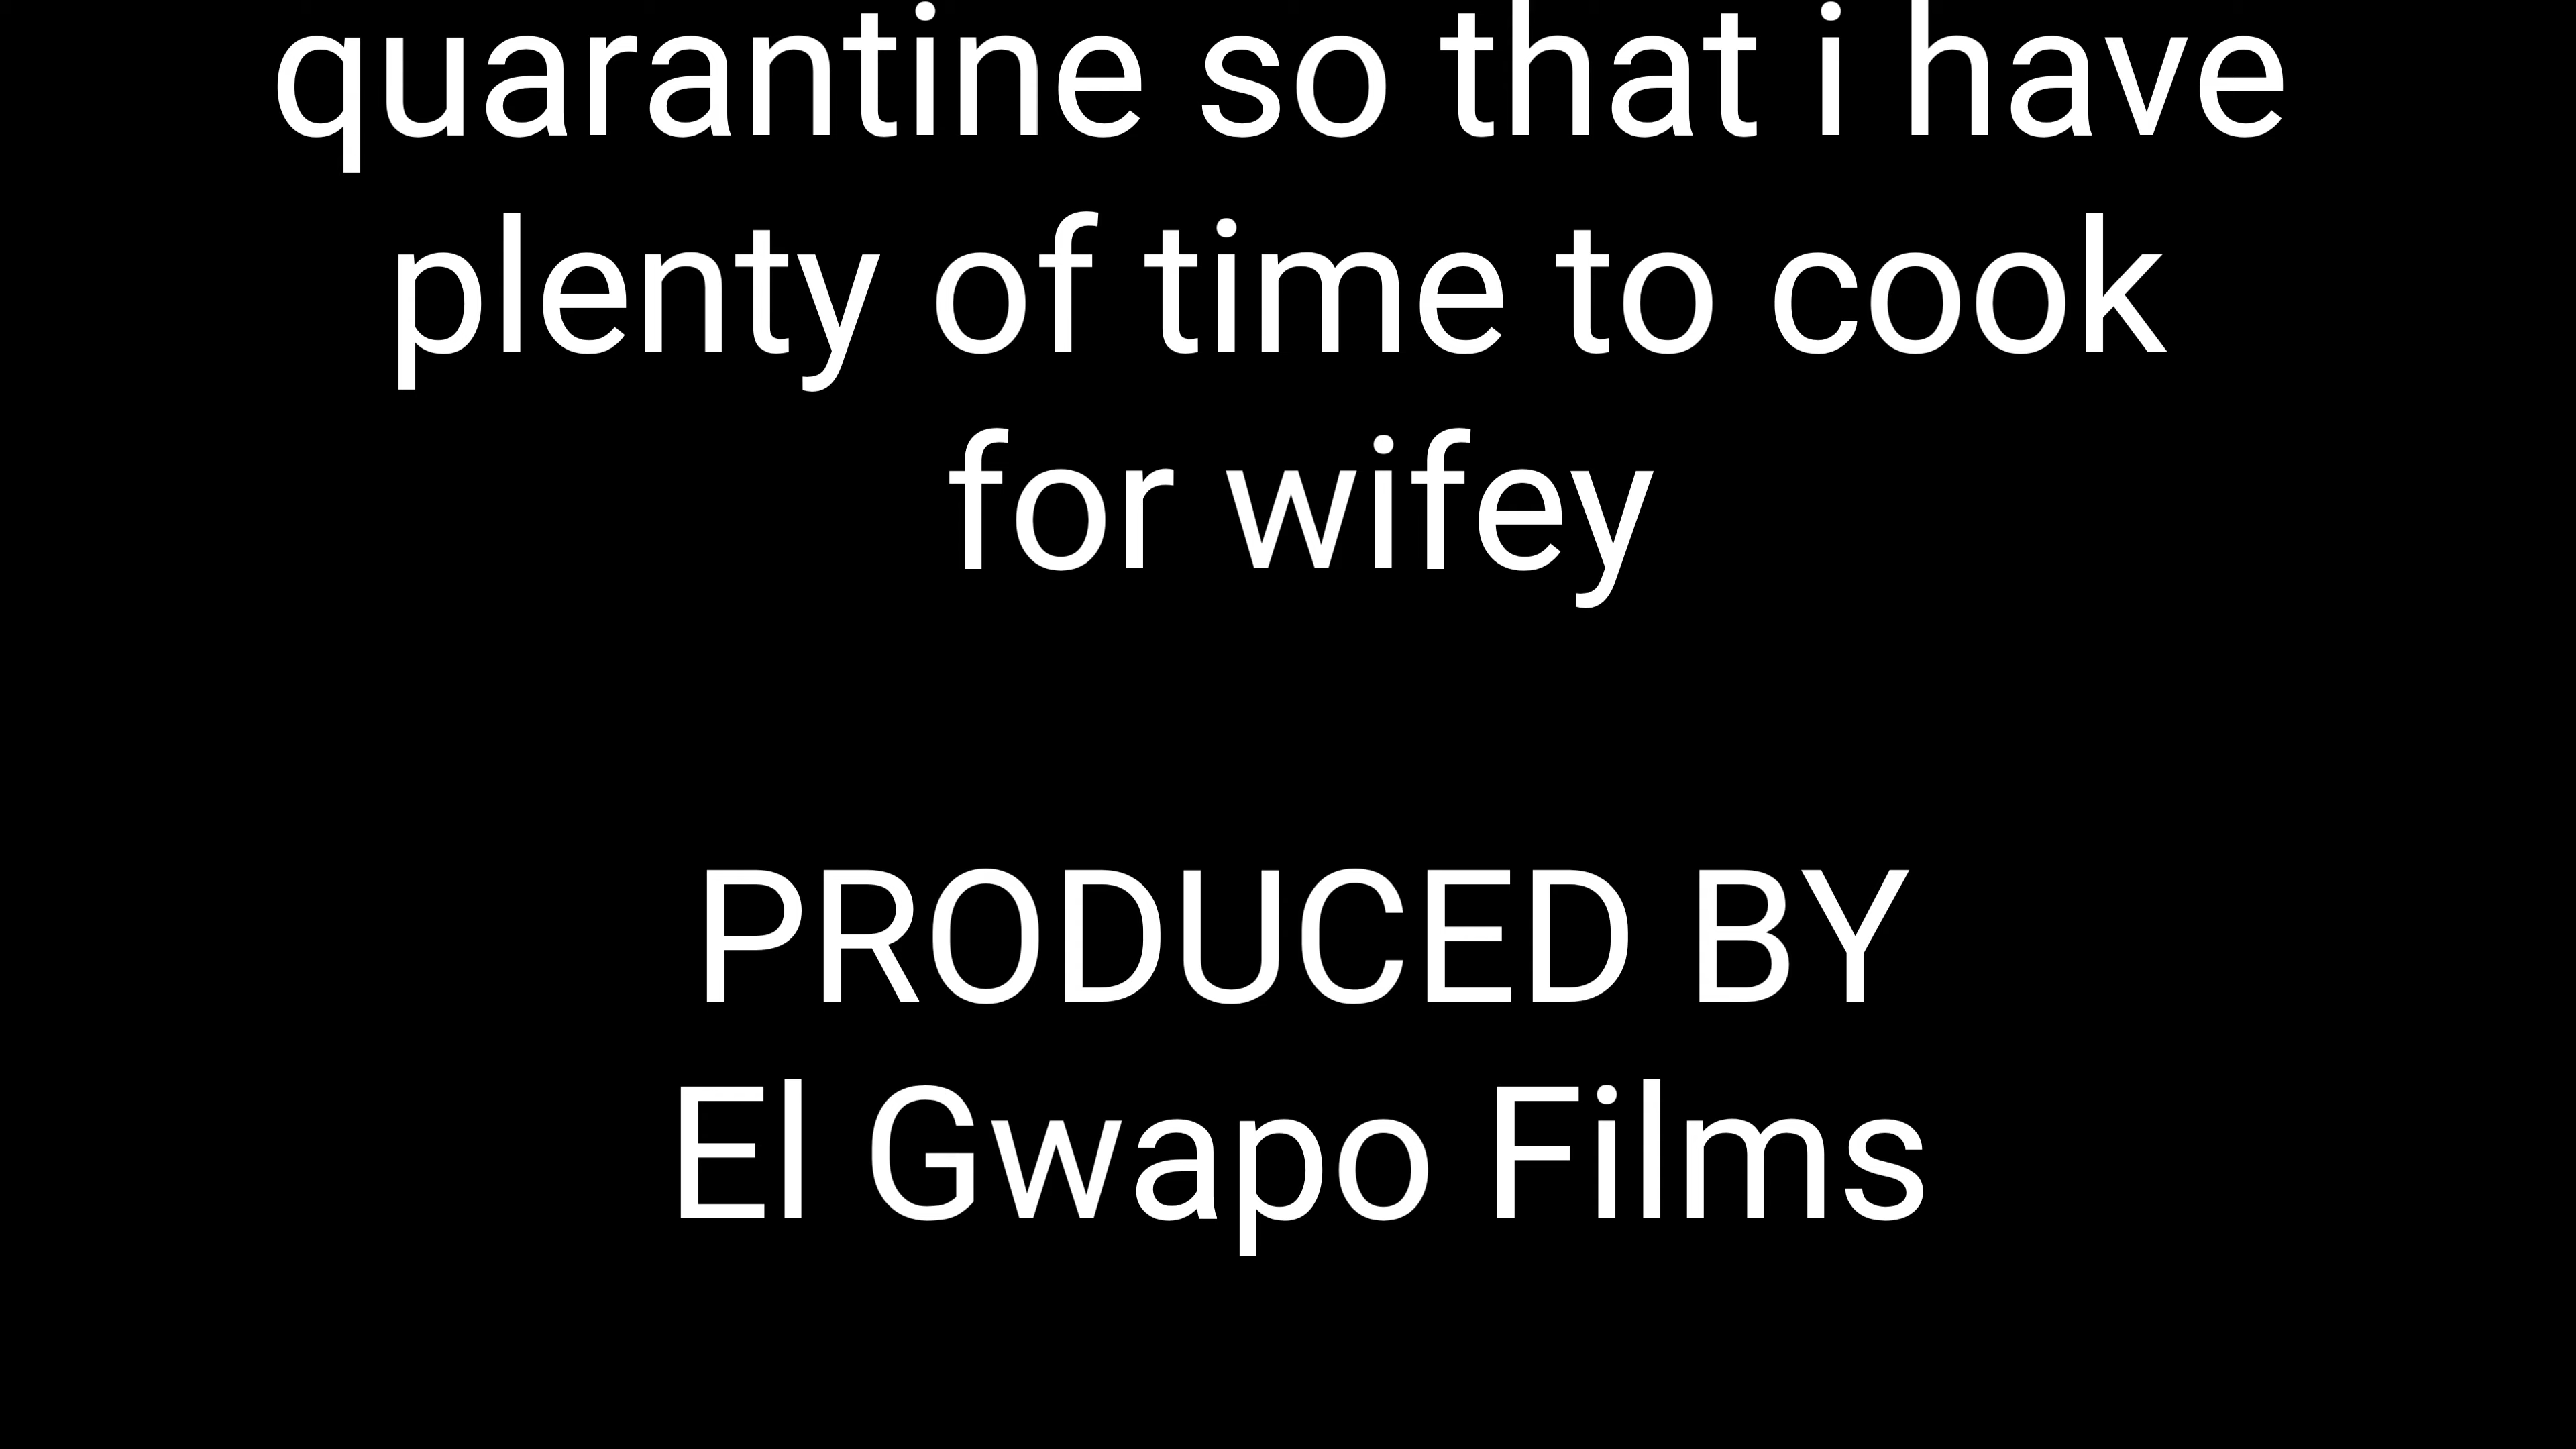 quarantine so that i have
plenty of time to cook
for wifey
PRODUCED BY
El Gwapo Films